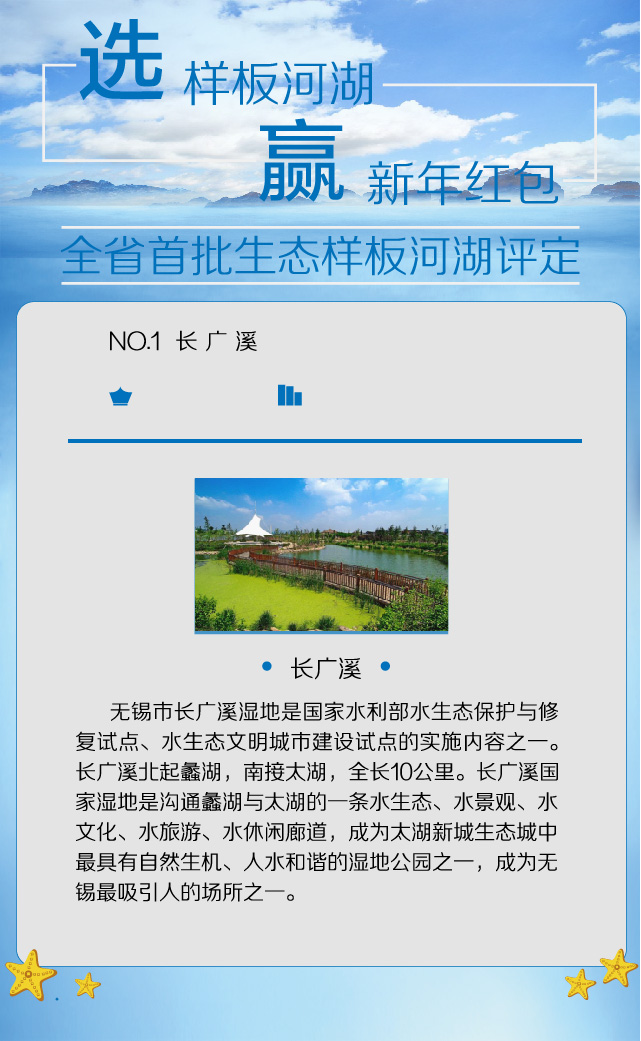 选 样板河湖
赢 新年红包
全省首批生态样板河湖评定
NO.1 长广溪
长广溪
无锡市长广溪湿地是国家水利部水生态保护与修
复试点、水生态文明城市建设试点的实施内容之一。
长广溪北起蠡湖，南接太湖，全长10公里。长广溪国
家湿地是沟通蠡湖与太湖的一条水生态、水景观、水
文化、水旅游、水休闲廊道，成为太湖新城生态城中
最具有自然生机、人水和谐的湿地公园之一，成为无
锡最吸引人的场所之一。